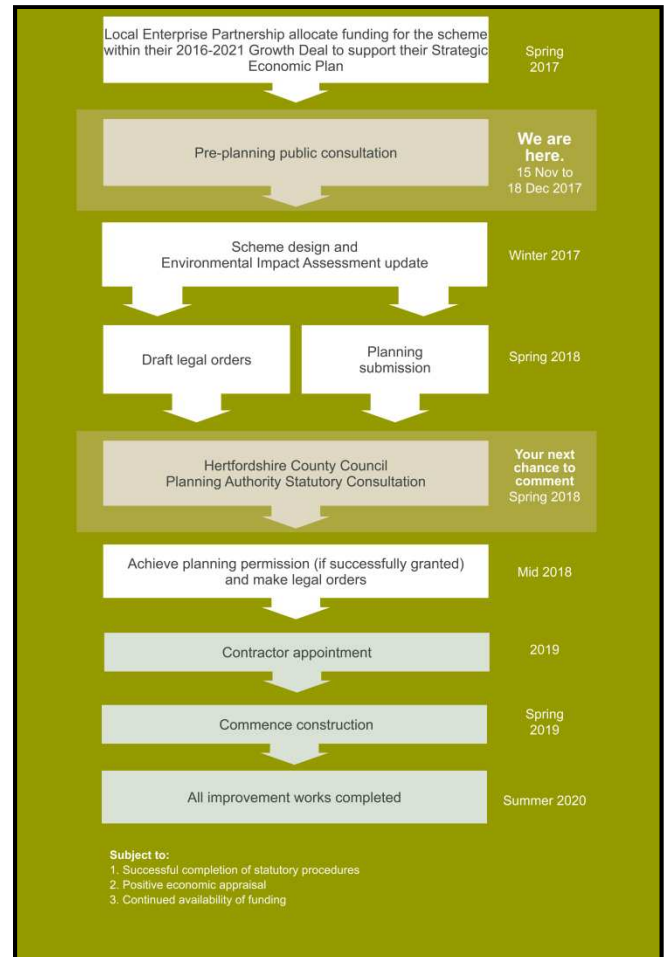 Local Enterprise Partnership allocate funding for the scheme
within their 2016-2021 Growth Deal to support their Strategic
Economic Plan
Spring
2017
Pre-planning public consultation
We are
here.
15 Nov to
18 Dec 2017
Scheme design and
Environmental Impact Assessment update
Winter 2017
Draft legal orders
Planning
submission
Spring 2018
Hertfordshire County Council
Planning Authority Statutory Consultation
Your next
chance to
comment
Spring 2018
Achieve planning permission (if successfully granted)
and make legal orders
Mid 2018
Contractor appointment
2019
Commence construction
Spring
2019
All improvement works completed
Summer 2020
Subject to:
1. Successful completion of statutory procedures
2. Positive economic appraisal
3. Continued availability of funding